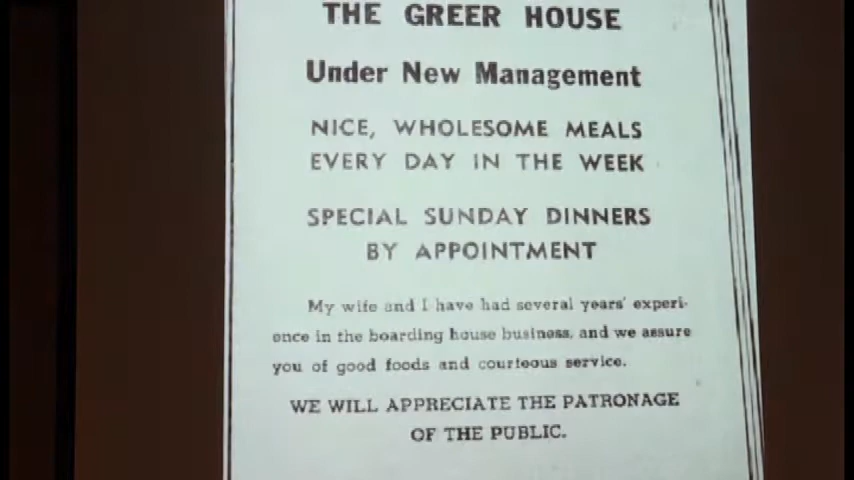 THE GREER HOUSE
Under New Management
NICE, WHOLESOME MEALS
EVERY DAY IN THE WEEK
SPECIAL SUNDAY DINNERS
BY APPOINTMENT
My wife and I have had several years' experi-
ence in the boarding house business, and we assure
you of good foods and courteous service.
WE WILL APPRECIATE THE PATRONAGE
OF THE PUBLIC.